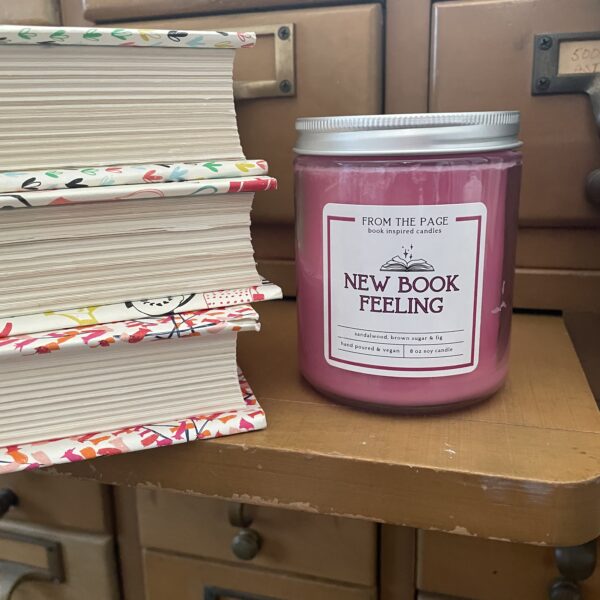 FROM THE PAGE
book inspired candles
NEW BOOK
FEELING
sandalwood, brown sugar & fig
hand poured & vegan
8 oz soy candle